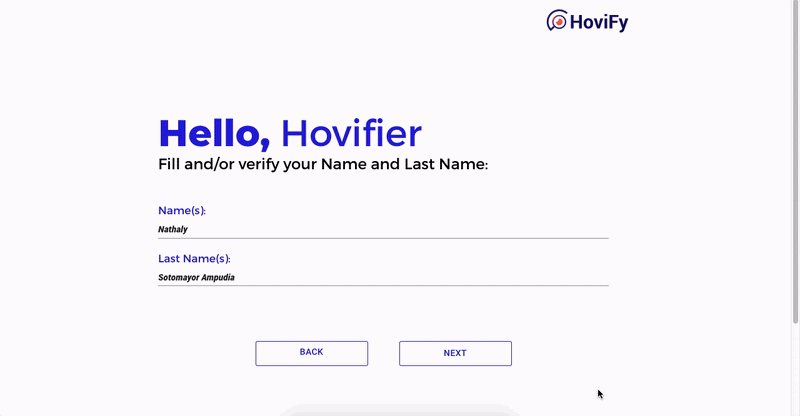 HoviFy
Hello, Hovifier
Fill and/or verify your Name and Last Name:
Name(s):
Nathaly
Last Name(s):
Sotomayor Ampudia
BACK
NEXT